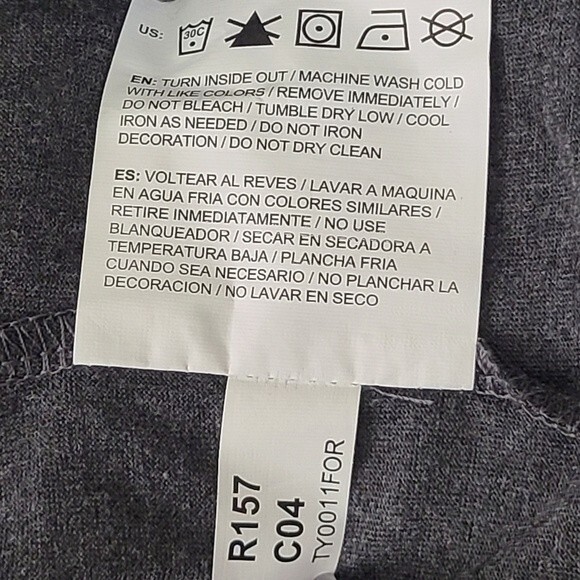 US: 30C
EN: TURN INSIDE OUT / MACHINE WASH COLD
WITH LIKE COLORS / REMOVE IMMEDIATELY /
DO NOT BLEACH / TUMBLE DRY LOW / COOL
IRON AS NEEDED / DO NOT IRON
DECORATION / DO NOT DRY CLEAN
ES: VOLTEAR AL REVES / LAVAR A MAQUINA
EN AGUA FRIA CON COLORES SIMILARES /
RETIRE INMEDIATAMENTE / NO USE
BLANQUEADOR / SECAR EN SECADORA A
TEMPERATURA BAJA / PLANCHA FRIA
CUANDO SEA NECESARIO / NO PLANCHAR LA
DECORACION / NO LAVAR EN SECO
R157
C04
TY0011FOR